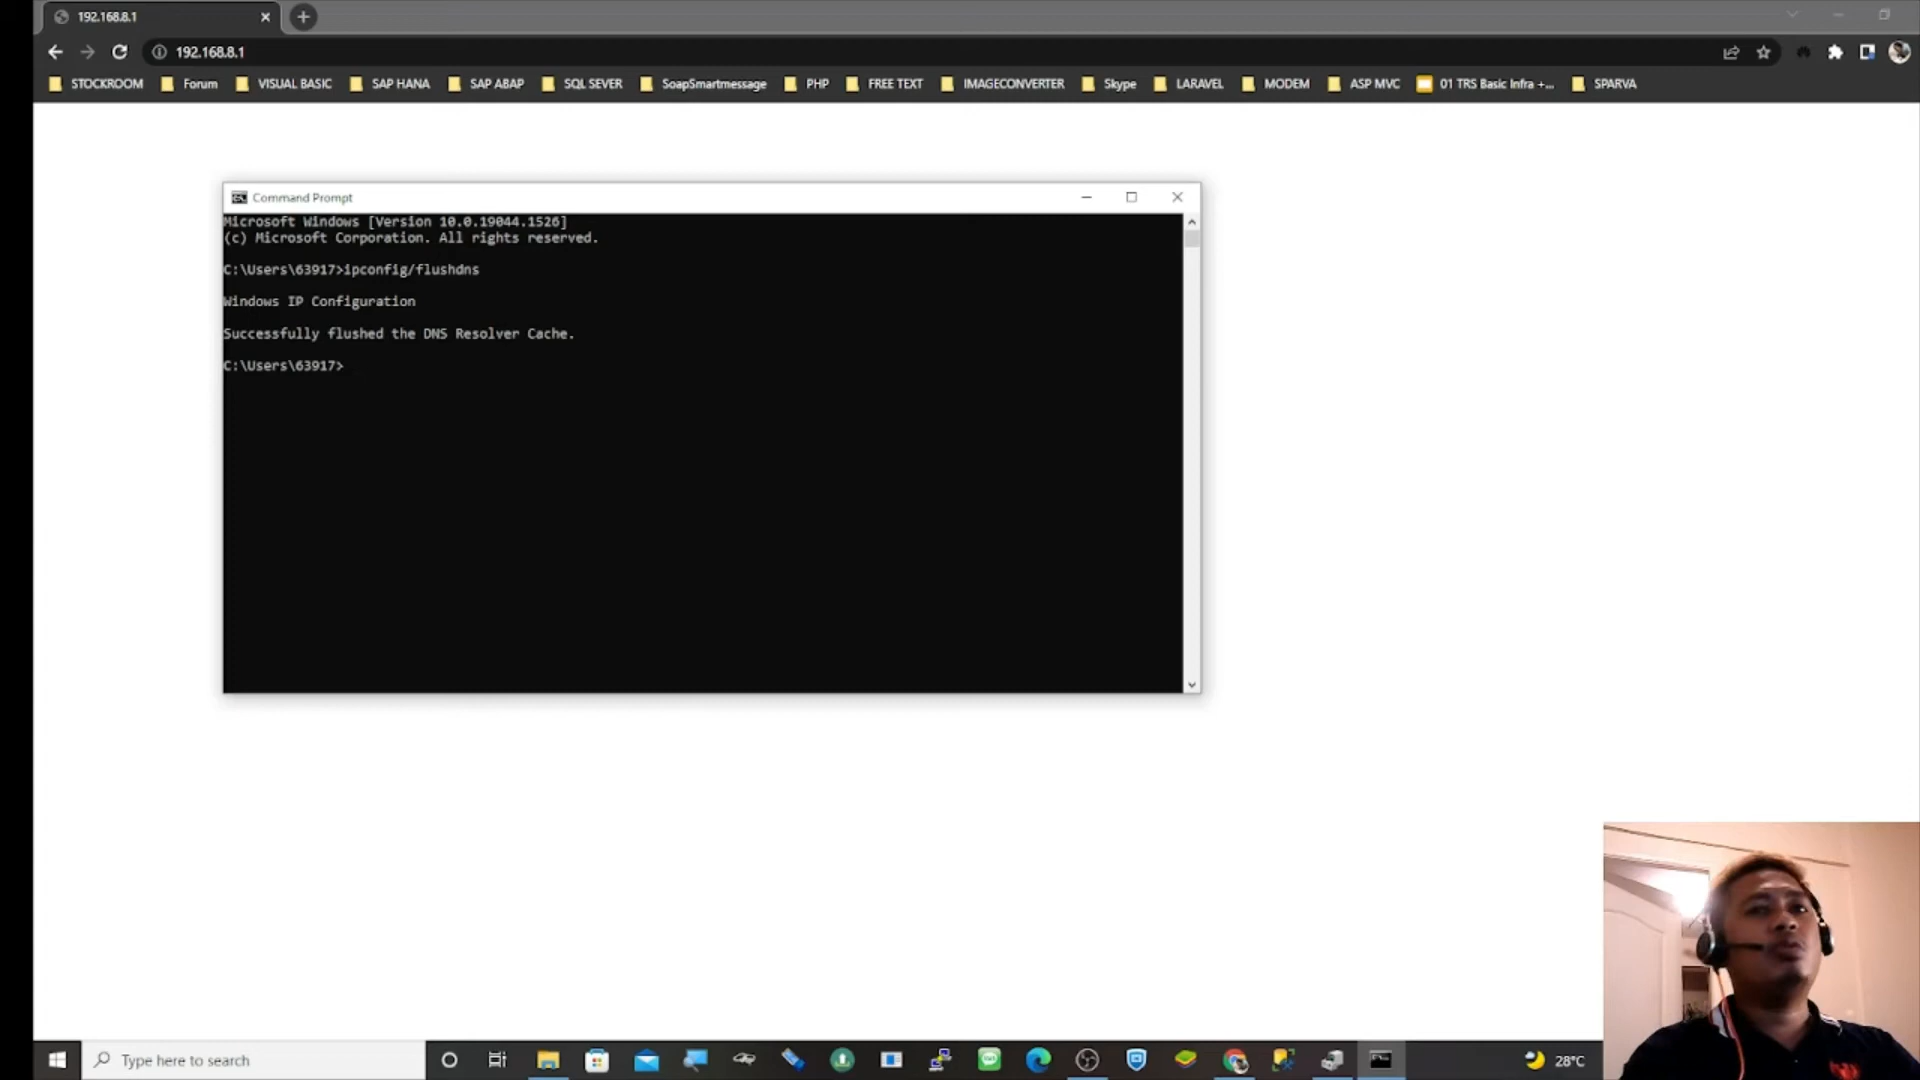 192.168.8.1
192.168.8.1
STOCKROOM Forum VISUAL BASIC SAP HANA SAP ABAP SQL SEVER SoapSmartmessage PHP FREE TEXT IMAGECONVERTER Skype LARAVEL MODEM ASP MVC 01 TRS Basic Infra +... SPARVA
Command Prompt
Microsoft Windows [Version 10.0.19044.1526]
(c) Microsoft Corporation. All rights reserved.
C:\Users\63917>ipconfig/flushdns
Windows IP Configuration
Successfully flushed the DNS Resolver Cache.
C:\Users\63917>
Type here to search
28°C